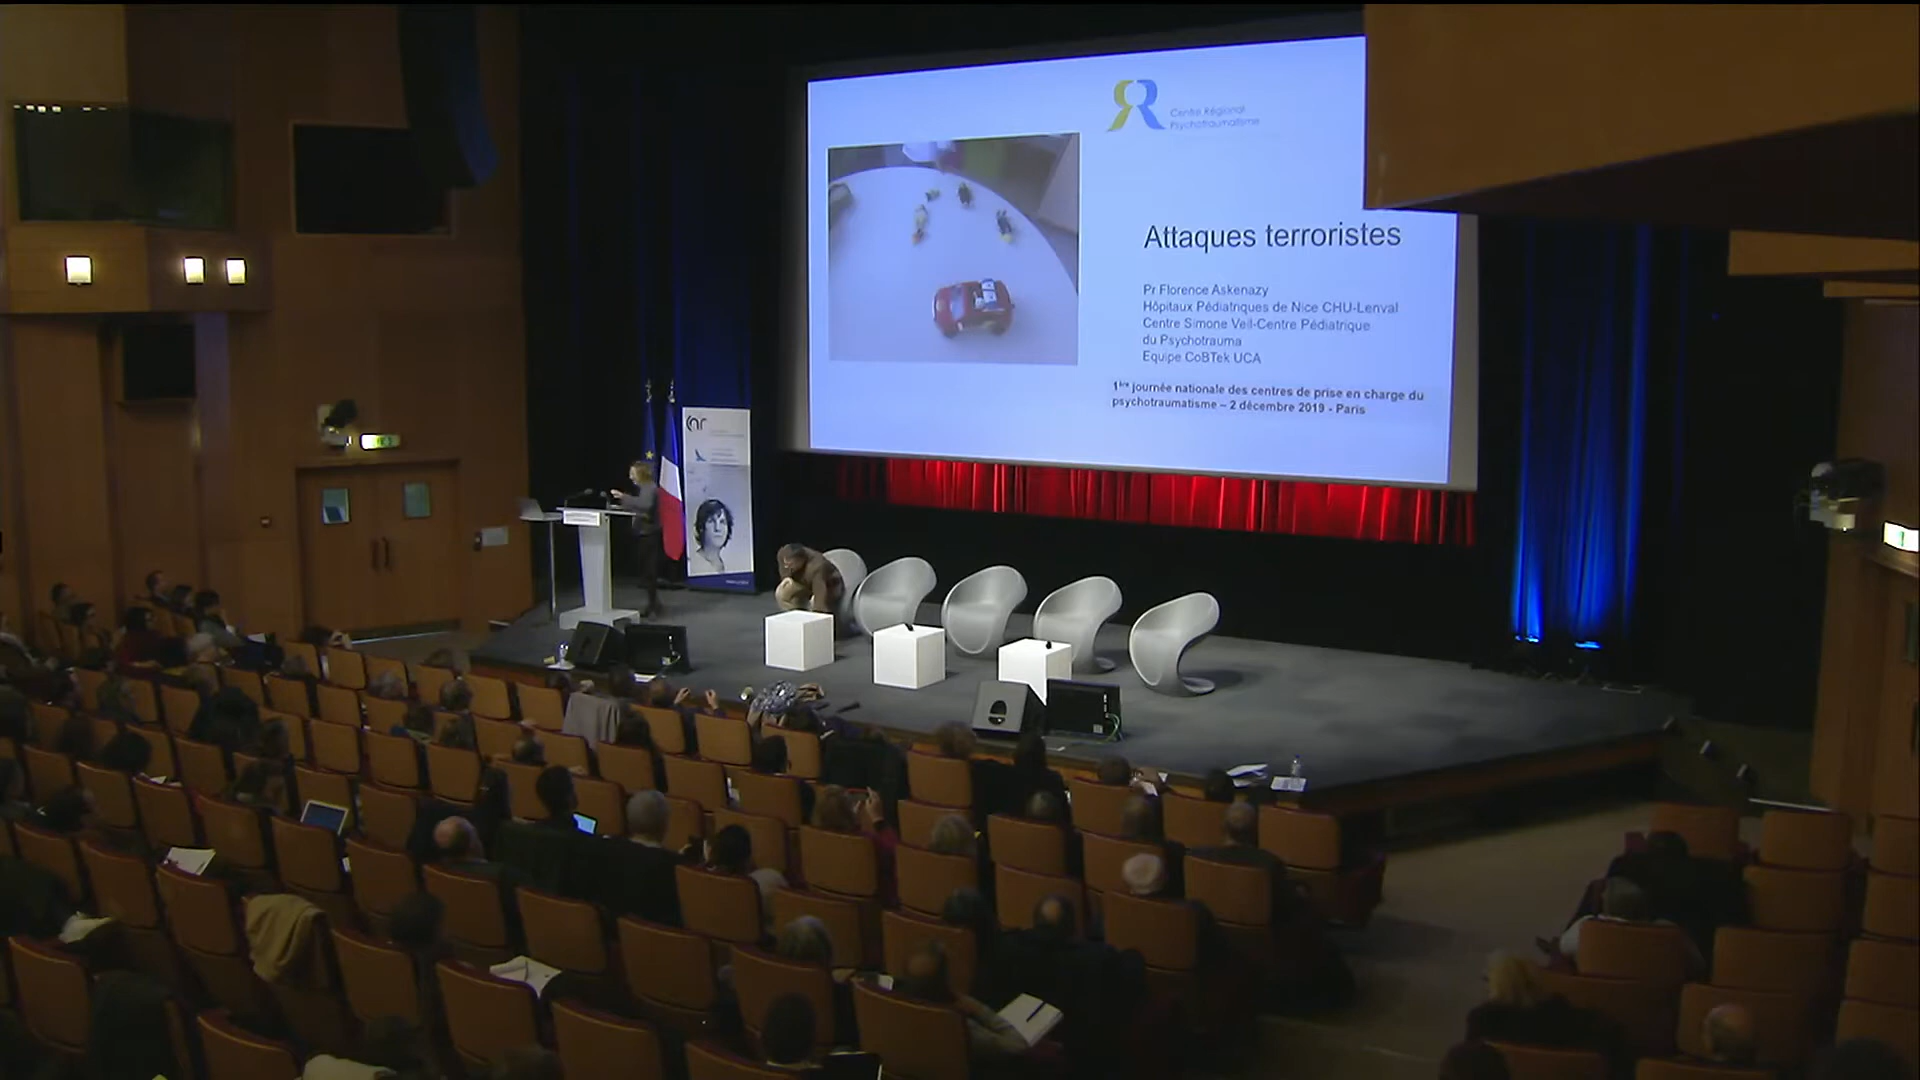 Centre Régional
Psychotraumatisme
Attaques terroristes
Pr Florence Askenazy
Hôpitaux Pédiatriques de Nice CHU-Lenval
Centre Simone Veil-Centre Pédiatrique
du Psychotrauma
Equipe CoBTek UCA
1ère journée nationale des centres de prise en charge du
psychotraumatisme – 2 décembre 2019 - Paris